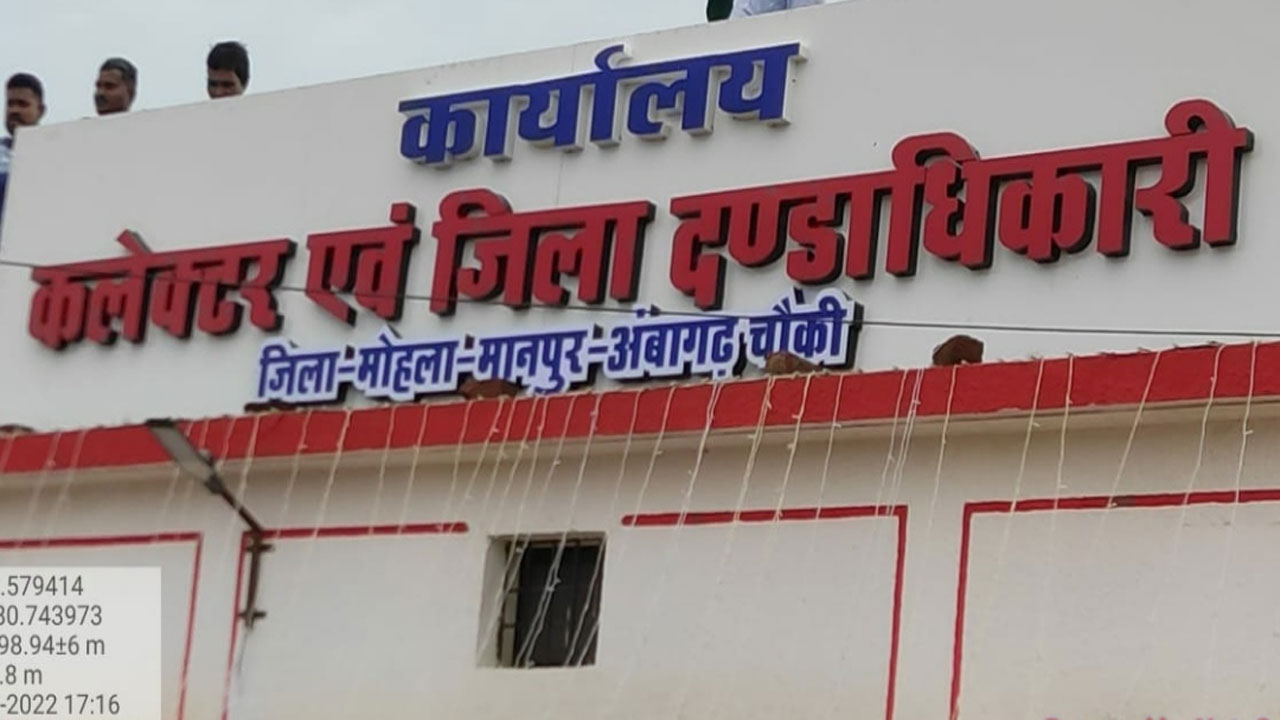 कार्यालय
कलेक्टर एवं जिला दण्डाधिकारी
जिला-मोहला-मानपुर-अंबागढ़ चौकी
.579414
80.743973
98.94±6 m
.8 m
-2022 17:16